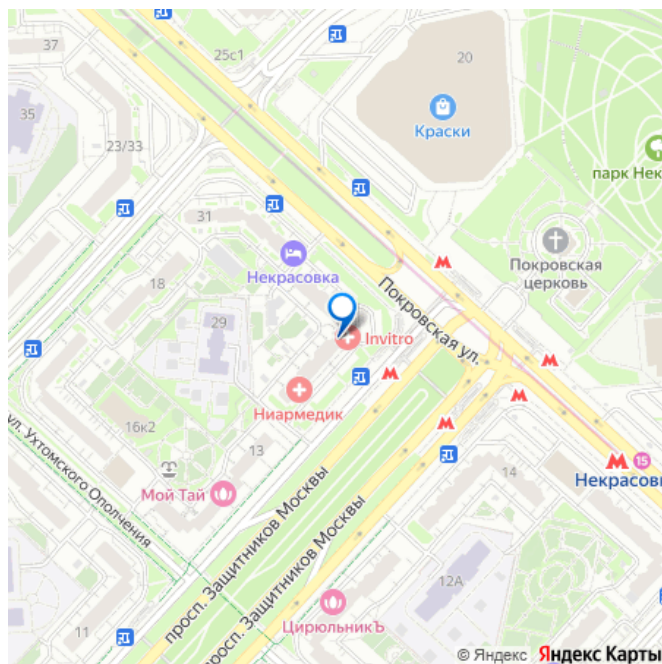 37
25с1
20
Краски
35
23/33
парк Нек
31
Покровская
церковь
Некрасовка
18
Покровская ул.
29
Invitro
Ниармедик
16к2
13
ул. Ухтомского Ополчения
Мой Тай
14
15
Некрасовк
просп. Защитников Москвы
просп. Защитников Москвы
12А
ЦирюльникЪ
11
© Яндекс Яндекс Карты